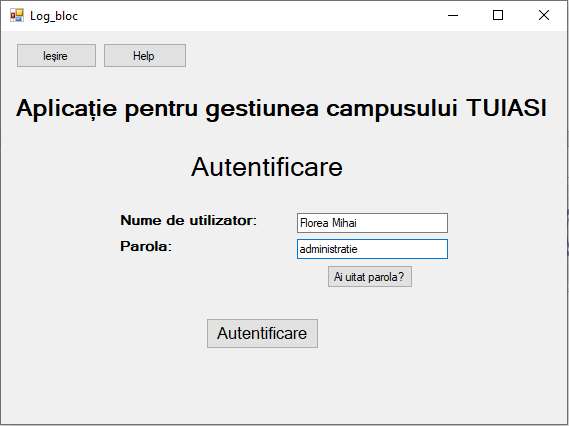 Log_bloc
Ieșire Help
Aplicație pentru gestiunea campusului TUIASI
Autentificare
Nume de utilizator: Florea Mihai
Parola: administratie
Ai uitat parola?
Autentificare